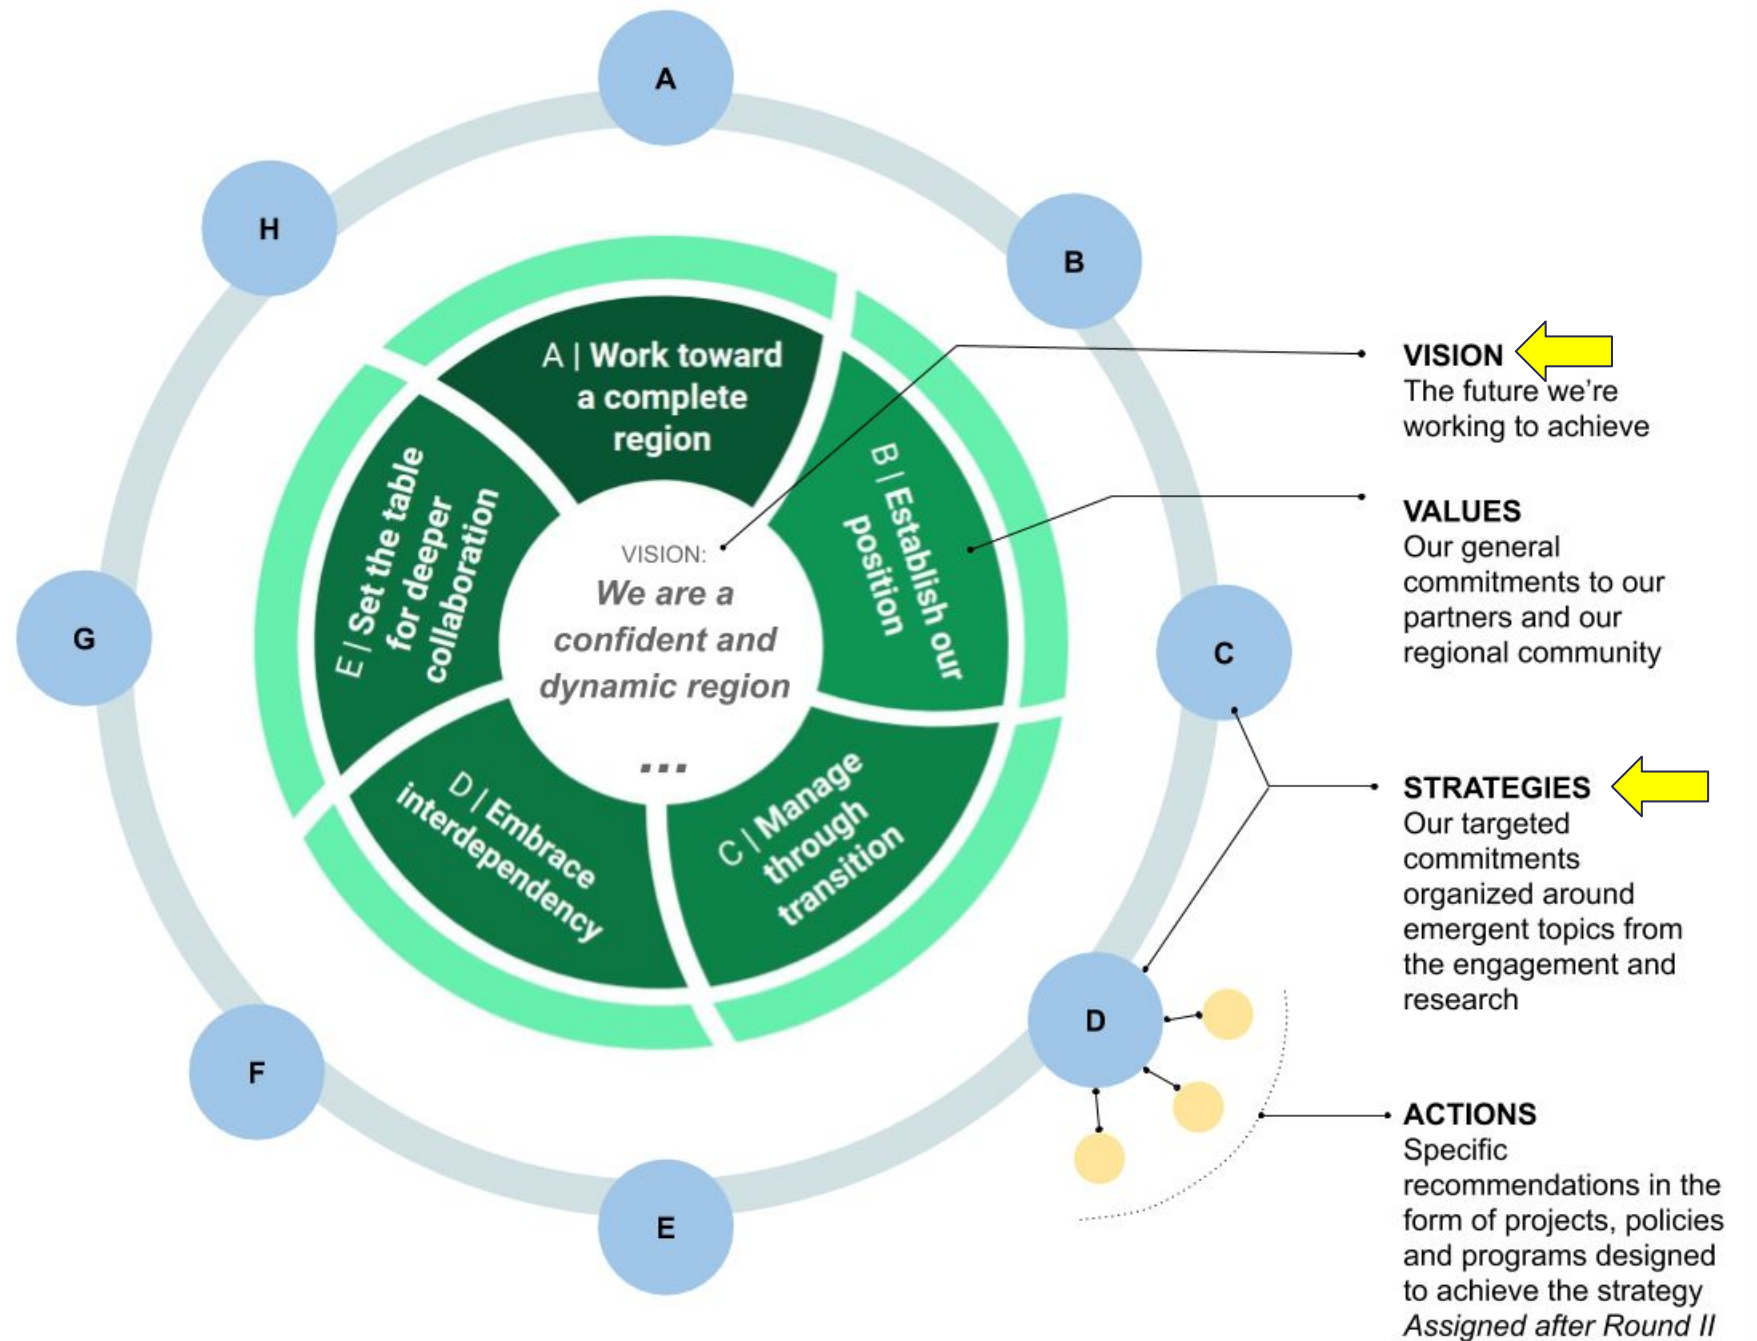 A
H
B
A | Work toward
a complete
region
B | Establish our
position
C | Manage
through
transition
D | Embrace
interdependency
E | Set the table
for deeper
collaboration
VISION:
We are a
confident and
dynamic region
...
G
C
F
D
E
VISION
The future we’re
working to achieve
VALUES
Our general
commitments to our
partners and our
regional community
STRATEGIES
Our targeted
commitments
organized around
emergent topics from
the engagement and
research
ACTIONS
Specific
recommendations in the
form of projects, policies
and programs designed
to achieve the strategy
Assigned after Round II